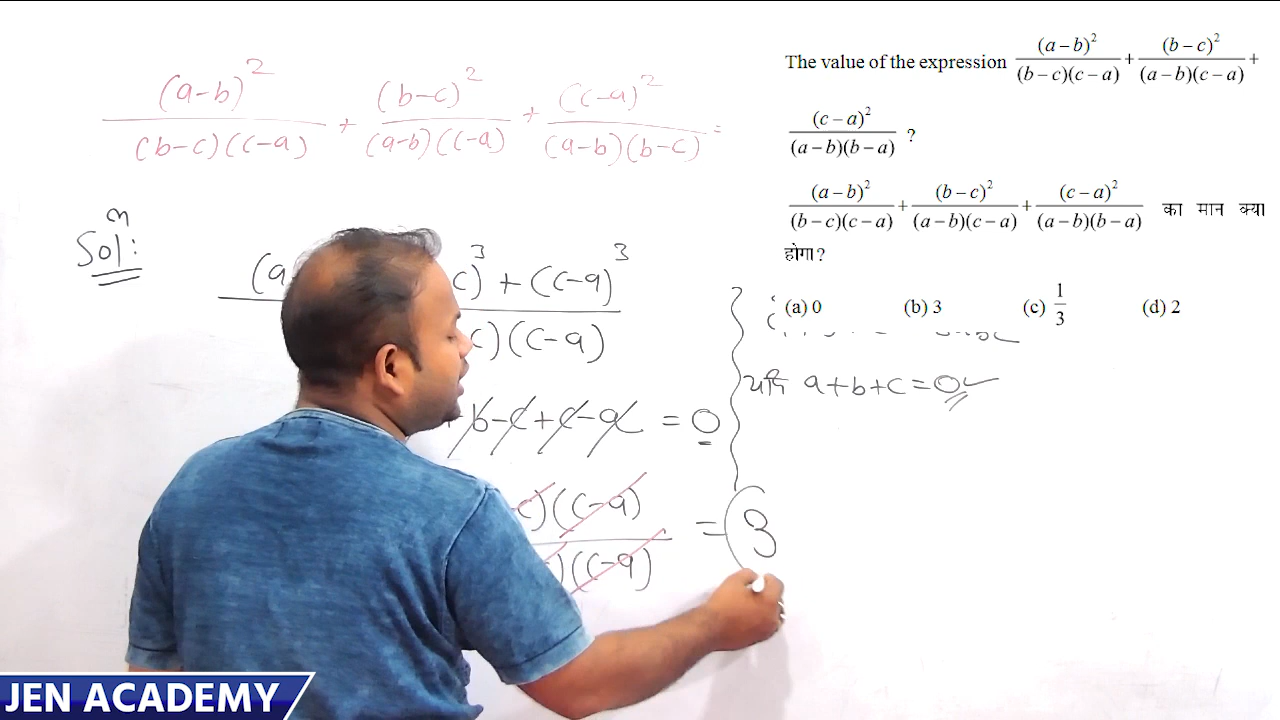 (a-b)²/(b-c)(c-a) + (b-c)²/(a-b)(c-a) + (c-a)²/(a-b)(b-c) =
Solⁿ:
c)³ + (c-a)³
c)(c-a)
b-c+c-a = 0
c)(c-a)
)(c-a)
= 3
The value of the expression (a−b)²/(b−c)(c−a) + (b−c)²/(a−b)(c−a) +
(c−a)²/(a−b)(b−a) ?
(a−b)²/(b−c)(c−a) + (b−c)²/(a−b)(c−a) + (c−a)²/(a−b)(b−a) का मान क्या
होगा?
(a) 0 (b) 3 (c) 1/3 (d) 2
यदि a+b+c=0
JEN ACADEMY